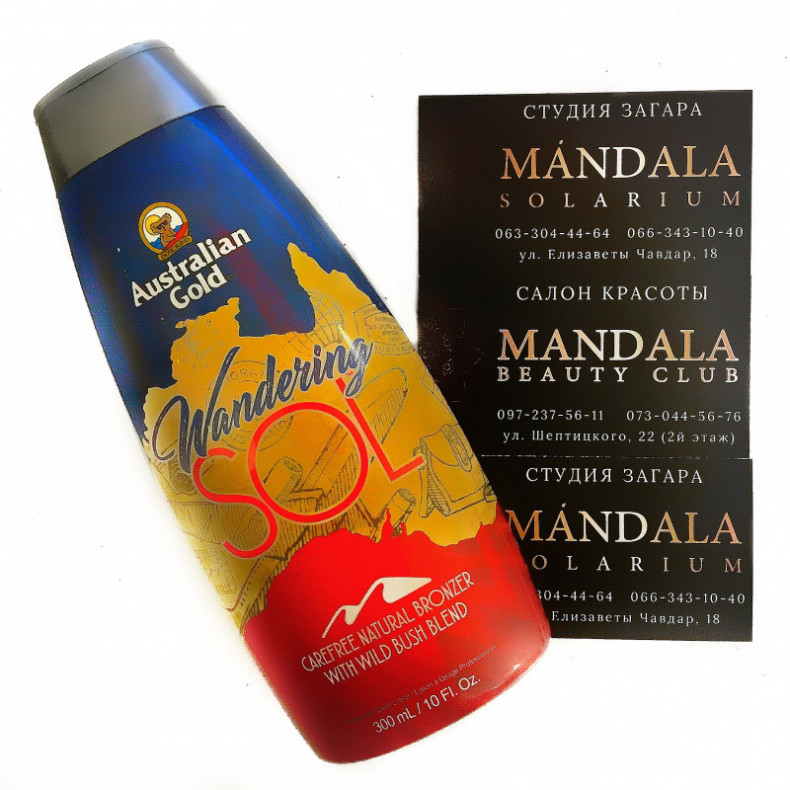 Australian
Gold
Wandering
SOL
CAREFREE NATURAL BRONZER
WITH WILD BUSH BLEND
300 mL / 10 Fl. Oz.
СТУДИЯ ЗАГАРА
MÁNDALA
SOLARIUM
063-304-44-64 066-343-10-40
ул. Елизаветы Чавдар, 18
САЛОН КРАСОТЫ
MANDALA
BEAUTY CLUB
097-237-56-11 073-044-56-76
ул. Шептицкого, 22 (2й этаж)
СТУДИЯ ЗАГАРА
MÁNDALA
OLARIUM
304-44-64 066-343-10-40
Елизаветы Чавдар, 18